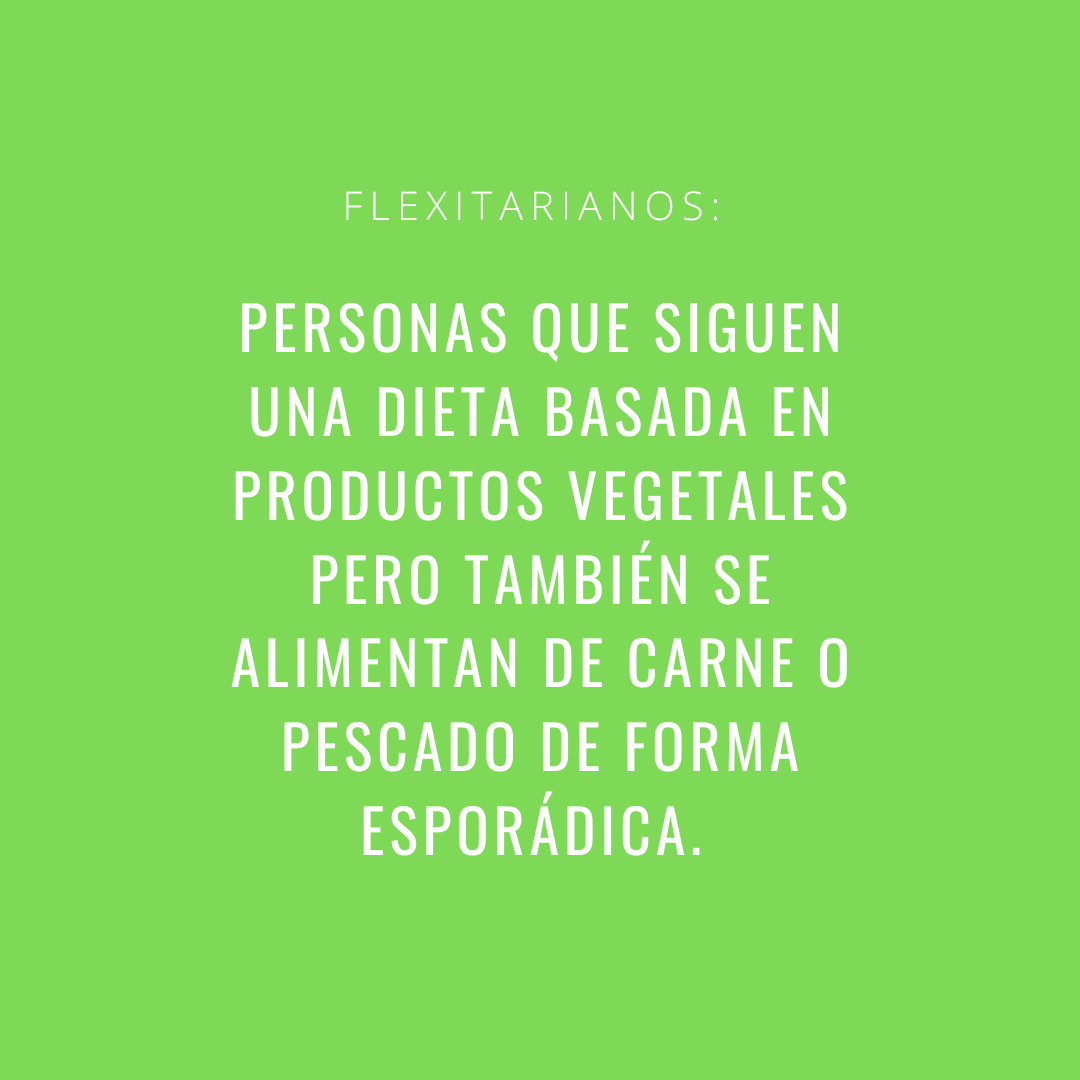 FLEXITARIANOS:
PERSONAS QUE SIGUEN
UNA DIETA BASADA EN
PRODUCTOS VEGETALES
PERO TAMBIÉN SE
ALIMENTAN DE CARNE O
PESCADO DE FORMA
ESPORÁDICA.